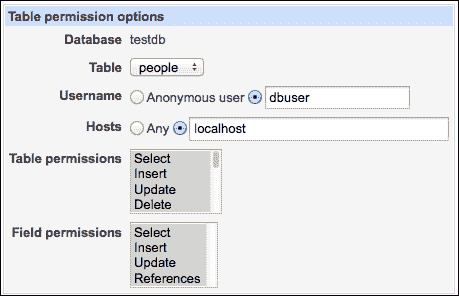 Table permission options
Database testdb
Table people
Username Anonymous user dbuser
Hosts Any localhost
Table permissions Select
Insert
Update
Delete
Field permissions Select
Insert
Update
References